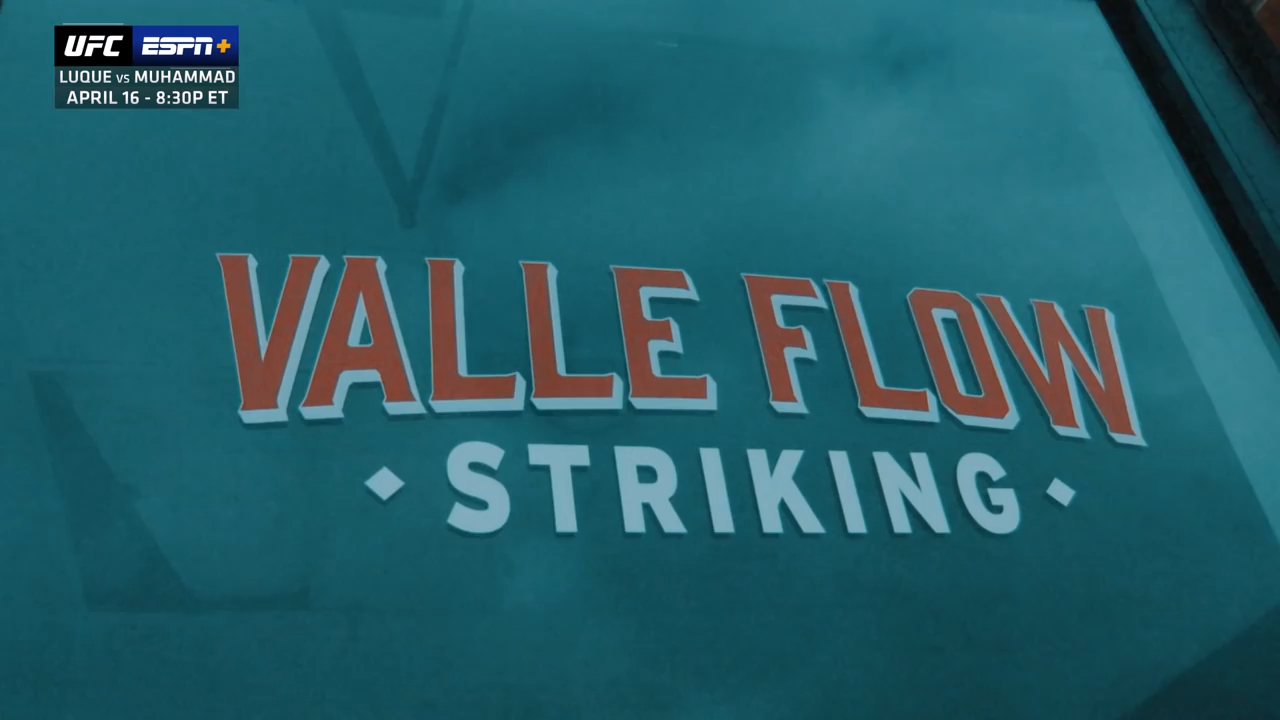 UFC ESPN+
LUQUE vs MUHAMMAD
APRIL 16 - 8:30P ET
VALLE FLOW
· STRIKING ·